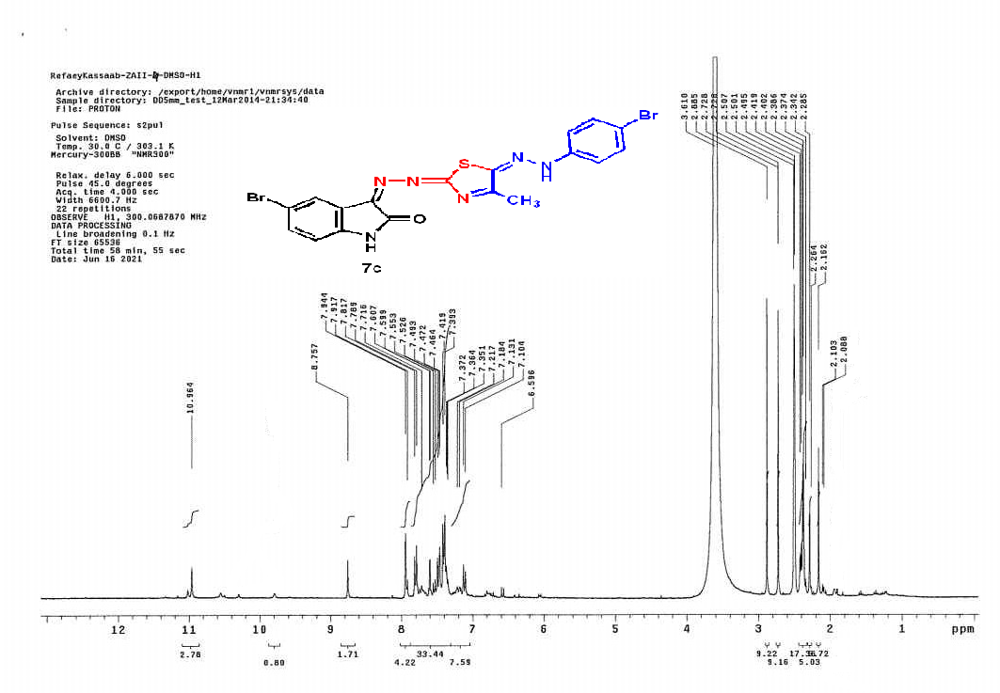 RefaeyKassaab-ZAII-4-DMSO-H1
Archive directory: /export/home/vnmr1/vnmrsys/data
Sample directory: DD5mm_test_12Mar2014-21:34:40
File: PROTON
Pulse Sequence: s2pul
Solvent: DMSO
Temp. 30.0 C / 303.1 K
Mercury-300BB "NMR300"
Relax. delay 6.000 sec
Pulse 45.0 degrees
Acq. time 4.000 sec
Width 6600.7 Hz
22 repetitions
OBSERVE H1, 300.0687870 MHz
DATA PROCESSING
Line broadening 0.1 Hz
FT size 65536
Total time 58 min, 55 sec
Date: Jun 16 2021
Br
S
N
N
H
N
N
N
CH3
Br
O
N
H
7c
10.964
8.757
7.944
7.917
7.817
7.789
7.716
7.607
7.599
7.553
7.526
7.493
7.472
7.464
7.419
7.393
7.372
7.364
7.351
7.217
7.184
7.131
7.104
6.596
3.610
2.885
2.728
2.507
2.501
2.495
2.419
2.402
2.386
2.374
2.342
2.285
2.264
2.162
2.103
2.088
12 11 10 9 8 7 6 5 4 3 2 1 ppm
2.76
0.80
1.71
4.22
33.44
7.59
9.22
9.16
17.36
5.03